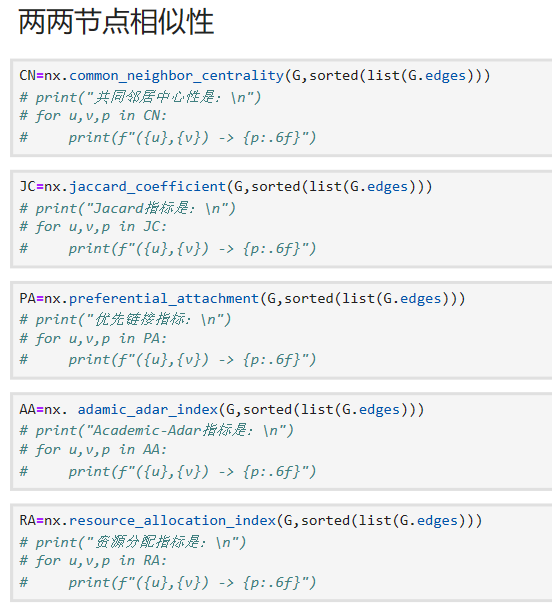 两两节点相似性
CN=nx.common_neighbor_centrality(G,sorted(list(G.edges)))
# print("共同邻居中心性是：\n")
# for u,v,p in CN:
#     print(f"({u},{v}) -> {p:.6f}")
JC=nx.jaccard_coefficient(G,sorted(list(G.edges)))
# print("Jacard指标是：\n")
# for u,v,p in JC:
#     print(f"({u},{v}) -> {p:.6f}")
PA=nx.preferential_attachment(G,sorted(list(G.edges)))
# print("优先链接指标：\n")
# for u,v,p in PA:
#     print(f"({u},{v}) -> {p:.6f}")
AA=nx. adamic_adar_index(G,sorted(list(G.edges)))
# print("Academic-Adar指标是：\n")
# for u,v,p in AA:
#     print(f"({u},{v}) -> {p:.6f}")
RA=nx.resource_allocation_index(G,sorted(list(G.edges)))
# print("资源分配指标是：\n")
# for u,v,p in RA:
#     print(f"({u},{v}) -> {p:.6f}")